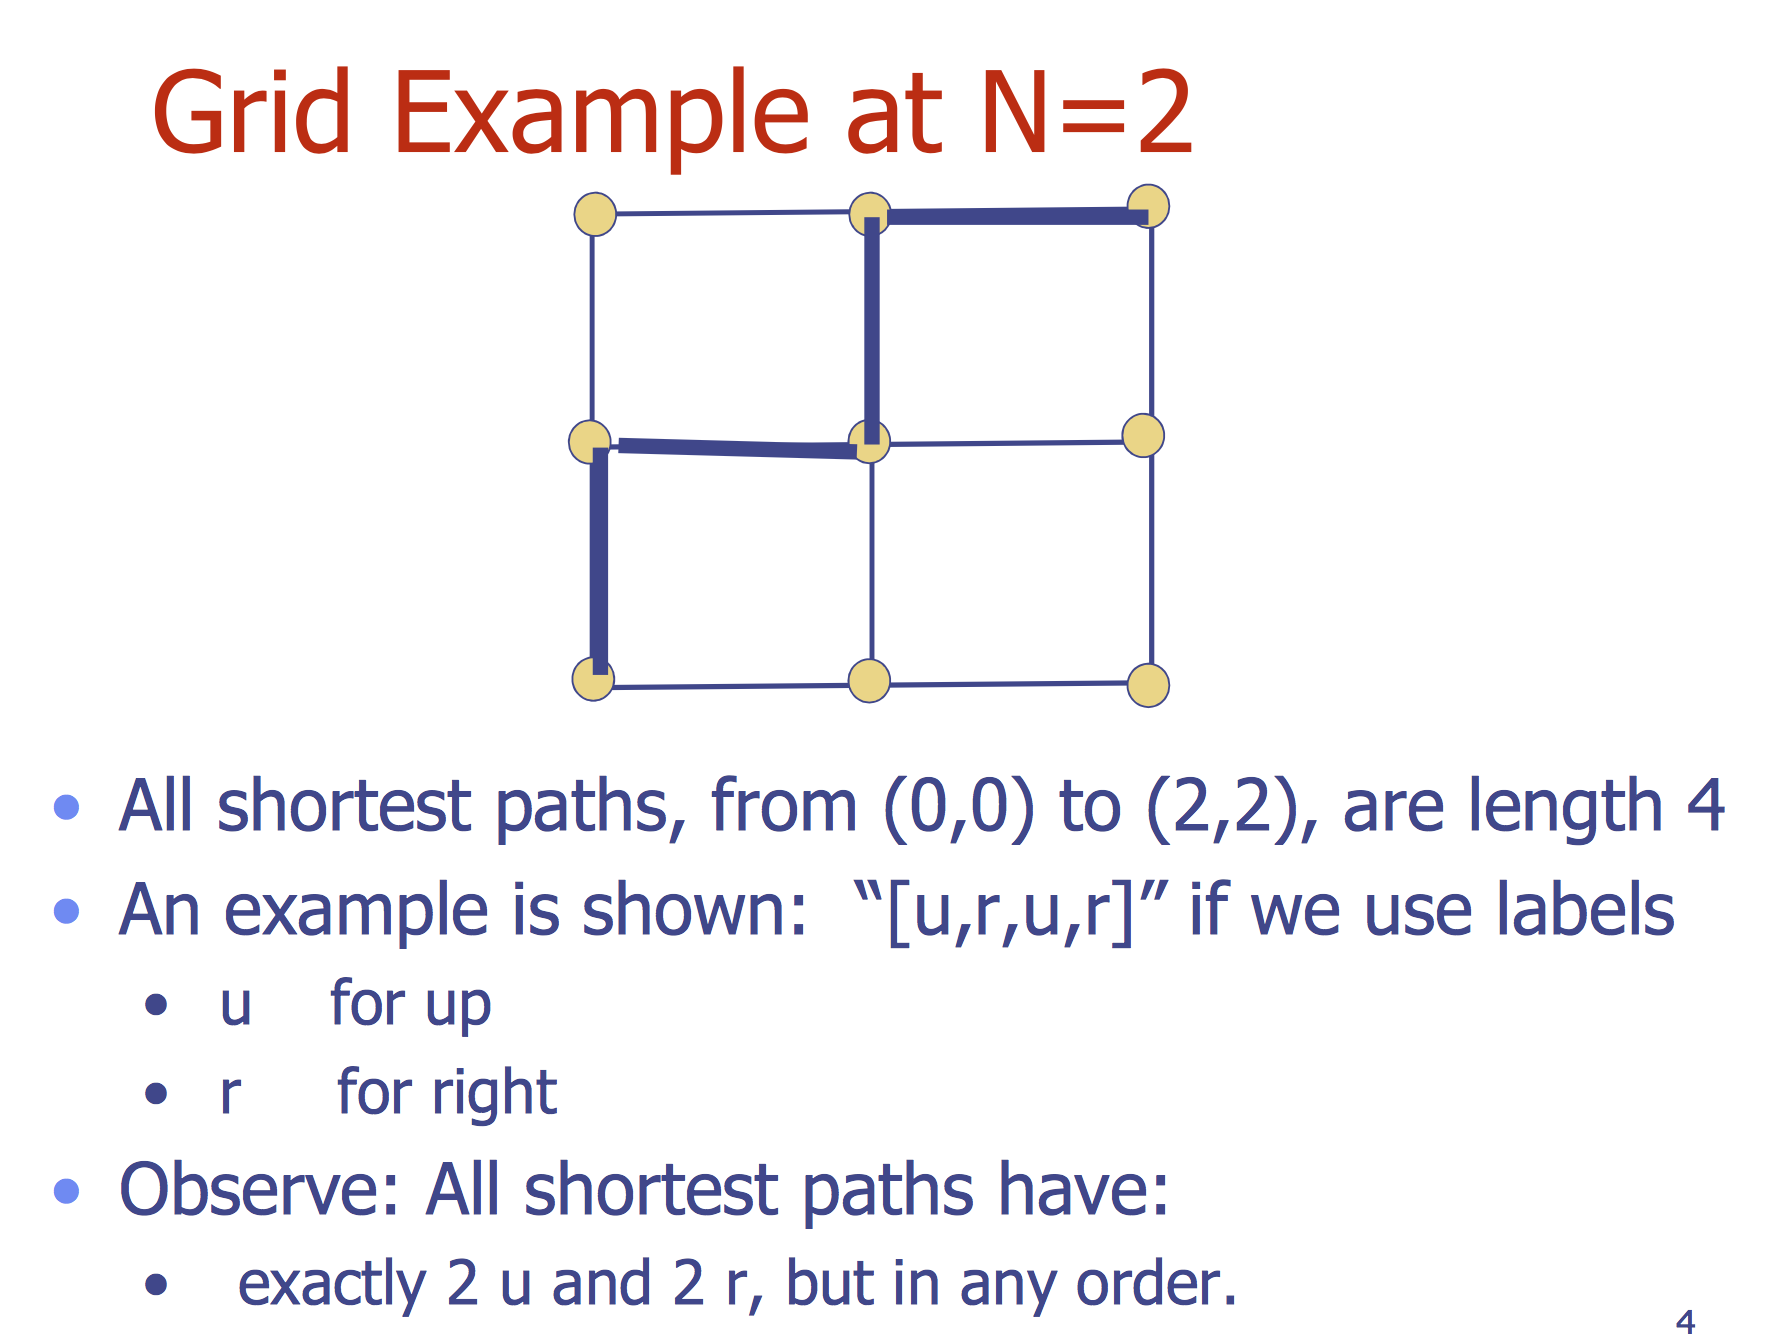 Grid Example at N=2
• All shortest paths, from (0,0) to (2,2), are length 4
• An example is shown: “[u,r,u,r]” if we use labels
• u for up
• r for right
• Observe: All shortest paths have:
• exactly 2 u and 2 r, but in any order.
4